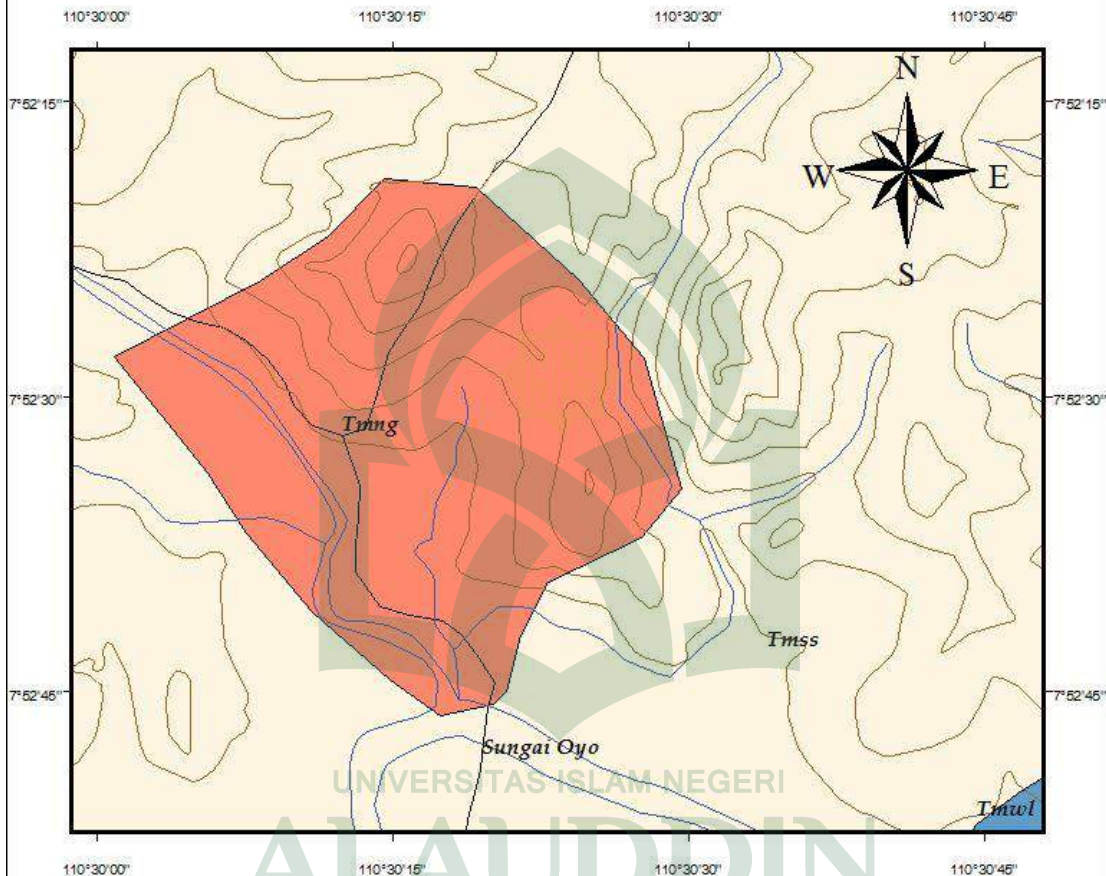 110°30'00" 110°30'15" 110°30'30" 110°30'45"
N
7°52'15" 7°52'15"
W E
S
7°52'30" 7°52'30"
Tmng
Tmss
7°52'45" 7°52'45"
Sungai Oyo
UNIVERSITAS ISLAM NEGERI
Tmwl
ALAUDDIN
110°30'00" 110°30'15" 110°30'30" 110°30'45"